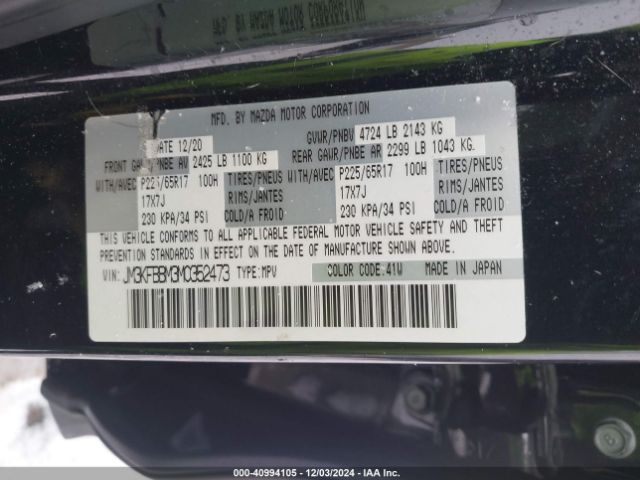 MFD. BY MAZDA MOTOR CORPORATION
DATE 12/20 GVWR/PNBV 4724 LB 2143 KG
FRONT GAWR/PNBE AV 2425 LB 1100 KG REAR GAWR/PNBE AR 2299 LB 1043 KG.
WITH/AVEC P225/65R17 100H TIRES/PNEUS WITH/AVEC P225/65R17 100H TIRES/PNEUS
17X7J RIMS/JANTES 17X7J RIMS/JANTES
230 KPA/34 PSI COLD/A FROID 230 KPA/34 PSI COLD/A FROID
THIS VEHICLE CONFORMS TO ALL APPLICABLE FEDERAL MOTOR VEHICLE SAFETY AND THEFT
PREVENTION STANDARDS IN EFFECT ON THE DATE OF MANUFACTURE SHOWN ABOVE.
VIN: JM3KFBBM3M0352473 TYPE:MPV COLOR CODE:41W MADE IN JAPAN
000-40994105 - 12/03/2024 - IAA Inc.